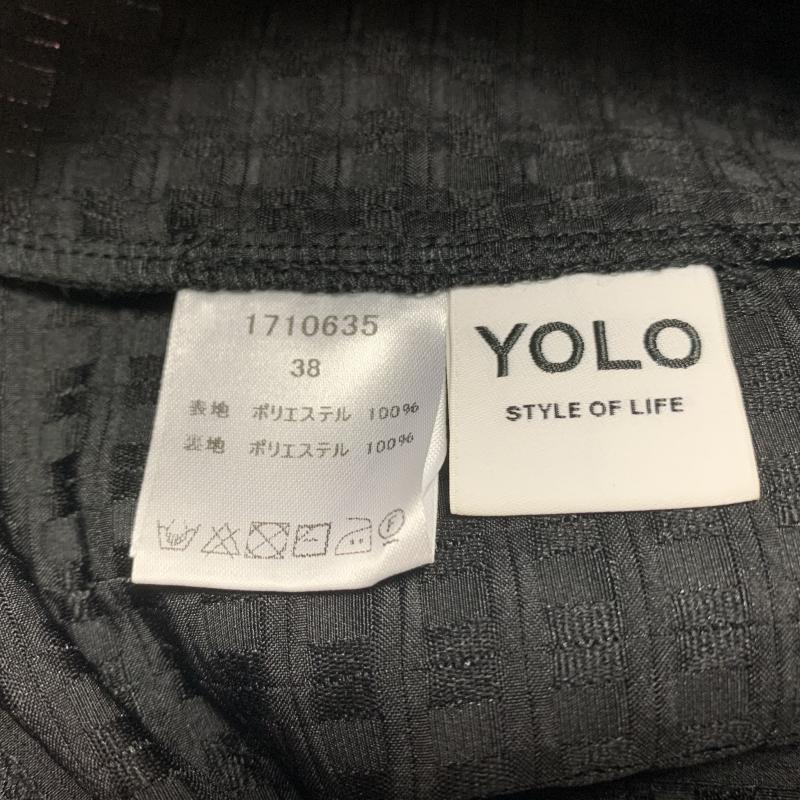 1710635
38
表地 ポリエステル 100%
裏地 ポリエステル 100%
F
YOLO
STYLE OF LIFE